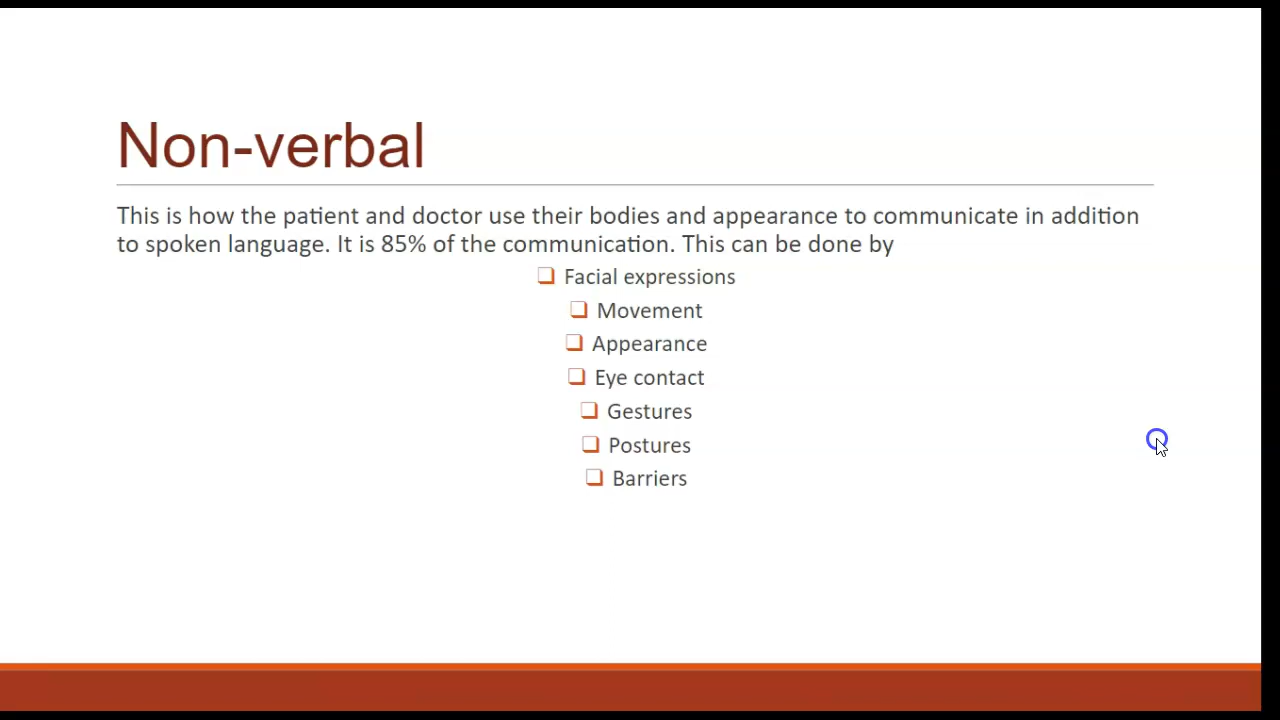 Non-verbal
This is how the patient and doctor use their bodies and appearance to communicate in addition
to spoken language. It is 85% of the communication. This can be done by
❑ Facial expressions
❑ Movement
❑ Appearance
❑ Eye contact
❑ Gestures
❑ Postures
❑ Barriers